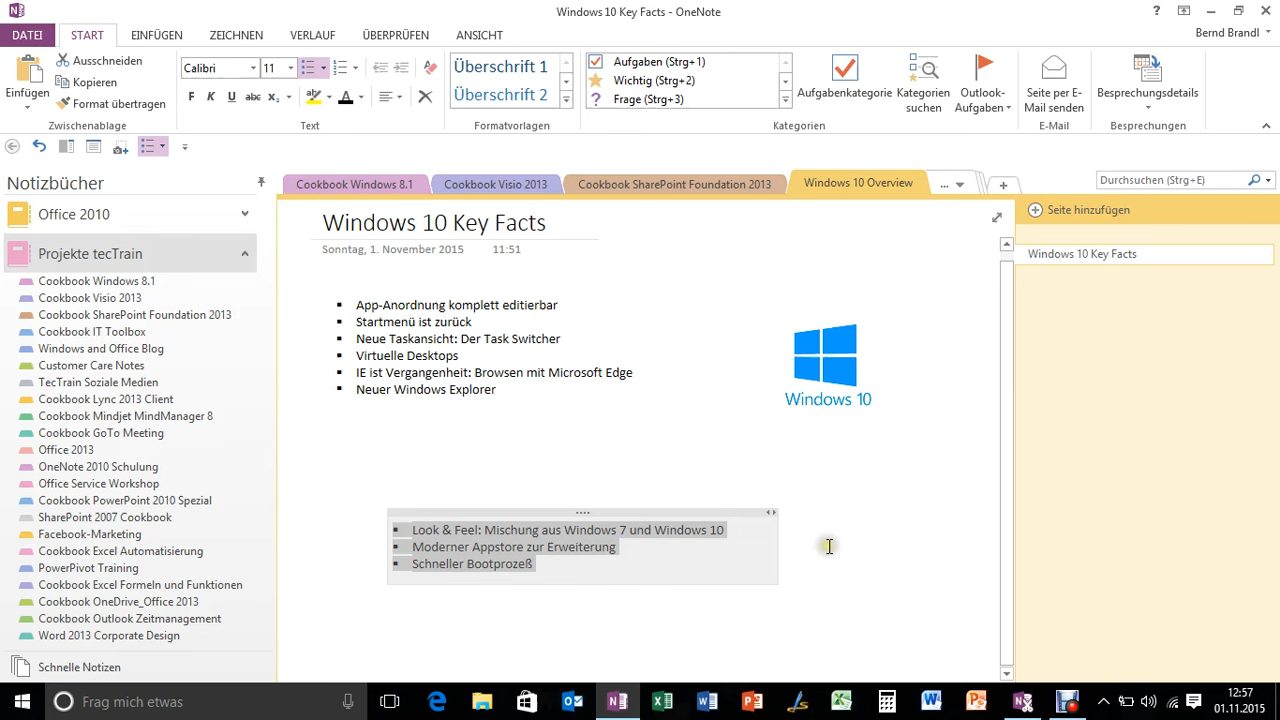 Windows 10 Key Facts - OneNote
DATEI START EINFÜGEN ZEICHNEN VERLAUF ÜBERPRÜFEN ANSICHT Bernd Brandl
Einfügen
Ausschneiden
Kopieren
Format übertragen
Zwischenablage
Calibri 11
F K U abc x₂ A
Text
Überschrift 1
Überschrift 2
Formatvorlagen
Aufgaben (Strg+1)
Wichtig (Strg+2)
Frage (Strg+3)
Aufgabenkategorie
Kategorien suchen
Outlook-Aufgaben
Kategorien
Seite per E-Mail senden
E-Mail
Besprechungsdetails
Besprechungen
Notizbücher
Office 2010
Projekte tecTrain
Cookbook Windows 8.1
Cookbook Visio 2013
Cookbook SharePoint Foundation 2013
Cookbook IT Toolbox
Windows and Office Blog
Customer Care Notes
TecTrain Soziale Medien
Cookbook Lync 2013 Client
Cookbook Mindjet MindManager 8
Cookbook GoTo Meeting
Office 2013
OneNote 2010 Schulung
Office Service Workshop
Cookbook PowerPoint 2010 Spezial
SharePoint 2007 Cookbook
Facebook-Marketing
Cookbook Excel Automatisierung
PowerPivot Training
Cookbook Excel Formeln und Funktionen
Cookbook OneDrive_Office 2013
Cookbook Outlook Zeitmanagement
Word 2013 Corporate Design
Schnelle Notizen
Cookbook Windows 8.1 Cookbook Visio 2013 Cookbook SharePoint Foundation 2013 Windows 10 Overview ... Durchsuchen (Strg+E)
Windows 10 Key Facts
Sonntag, 1. November 2015 11:51
▪ App-Anordnung komplett editierbar
▪ Startmenü ist zurück
▪ Neue Taskansicht: Der Task Switcher
▪ Virtuelle Desktops
▪ IE ist Vergangenheit: Browsen mit Microsoft Edge
▪ Neuer Windows Explorer
Windows 10
▪ Look & Feel: Mischung aus Windows 7 und Windows 10
▪ Moderner Appstore zur Erweiterung
▪ Schneller Bootprozeß
Seite hinzufügen
Windows 10 Key Facts
Frag mich etwas
12:57
01.11.2015